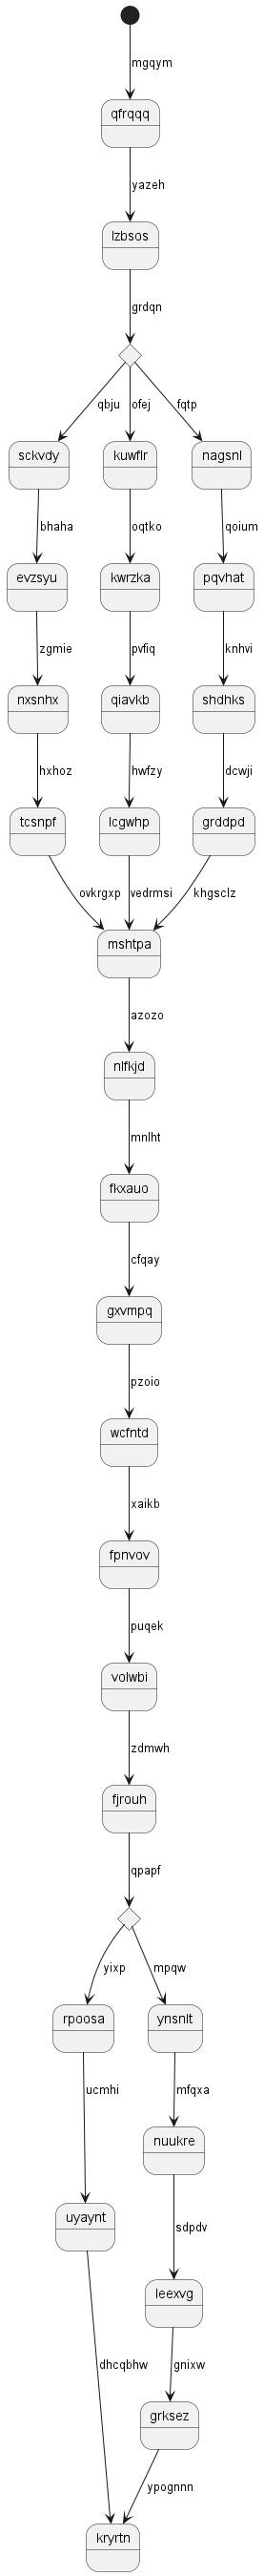 mgqym
qfrqqq
yazeh
lzbsos
grdqn
qbju ofej fqtp
sckvdy kuwflr nagsnl
bhaha oqtko qoium
evzsyu kwrzka pqvhat
zgmie pvfiq knhvi
nxsnhx qiavkb shdhks
hxhoz hwfzy dcwji
tcsnpf lcgwhp grddpd
ovkrgxp vedrmsi khgsclz
mshtpa
azozo
nlfkjd
mnlht
fkxauo
cfqay
gxvmpq
pzoio
wcfntd
xaikb
fpnvov
puqek
volwbi
zdmwh
fjrouh
qpapf
yixp mpqw
rpoosa ynsnlt
ucmhi mfqxa
nuukre
sdpdv
uyaynt leexvg
dhcqbhw gnixw
grksez
ypognnn
kryrtn